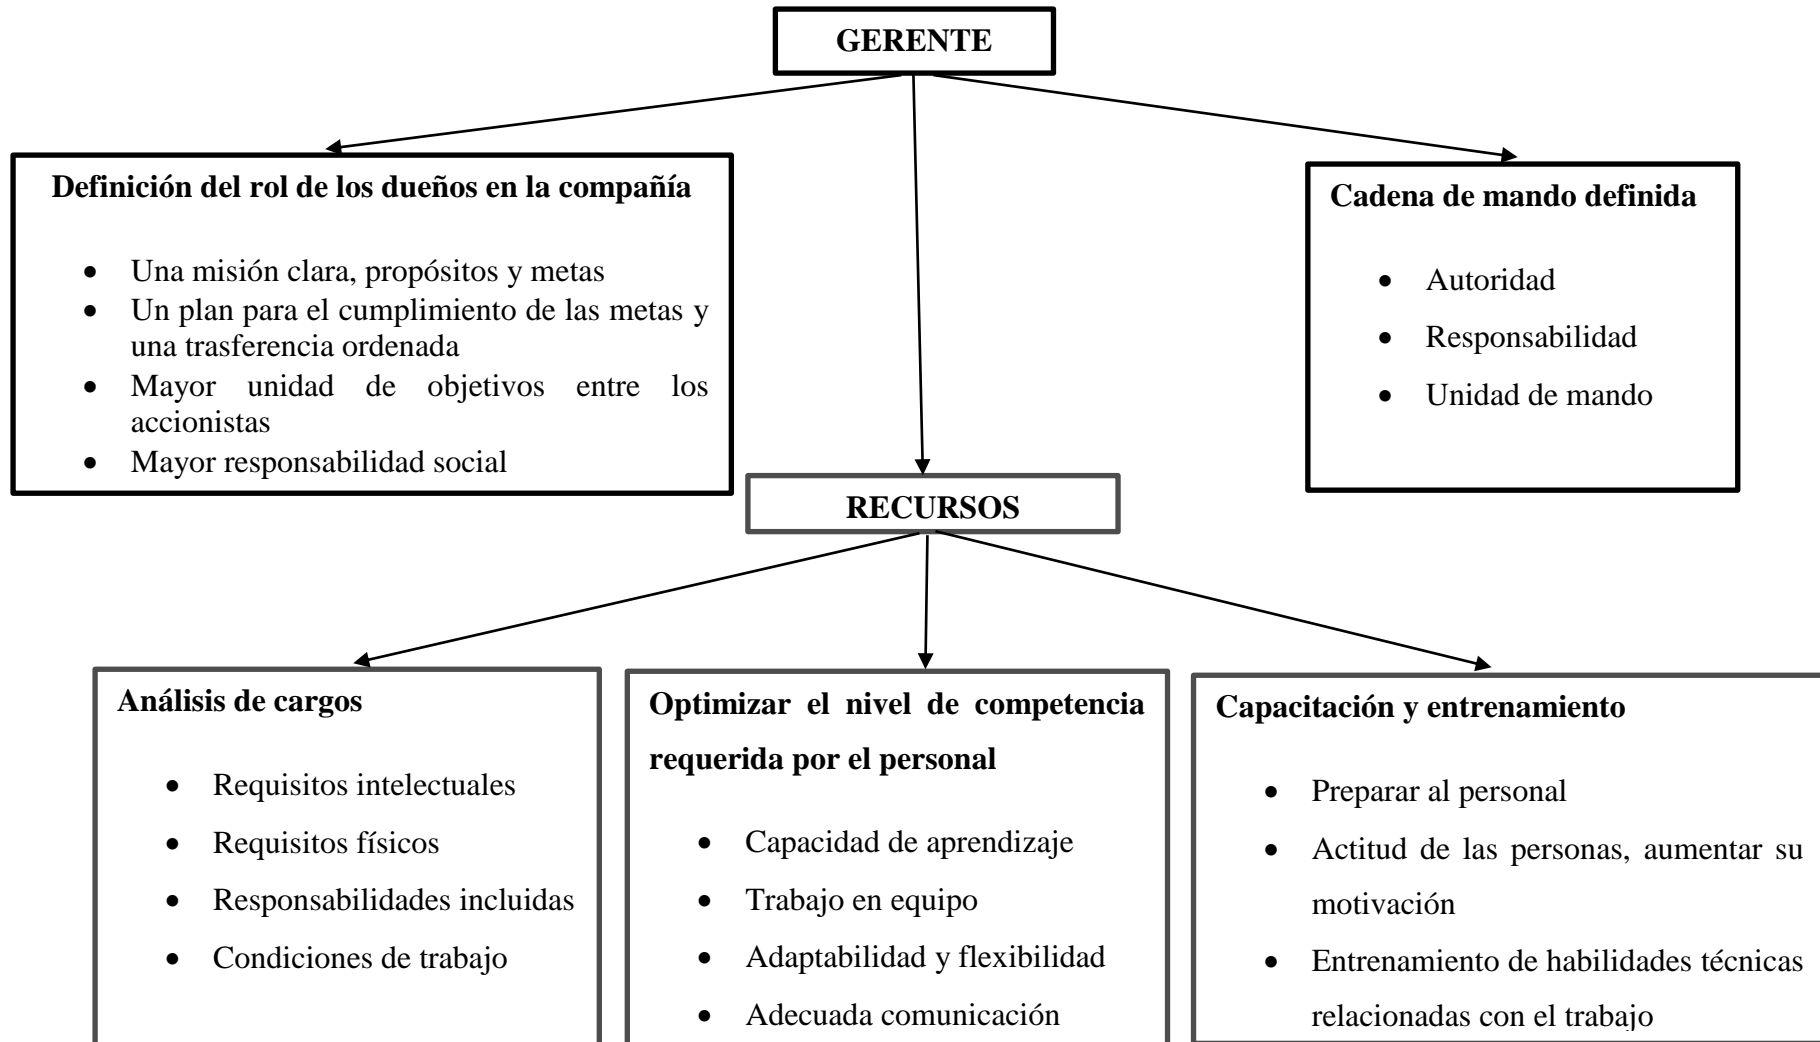 GERENTE
Definición del rol de los dueños en la compañía
• Una misión clara, propósitos y metas
• Un plan para el cumplimiento de las metas y
una trasferencia ordenada
• Mayor unidad de objetivos entre los
accionistas
• Mayor responsabilidad social
Cadena de mando definida
• Autoridad
• Responsabilidad
• Unidad de mando
RECURSOS
Análisis de cargos
• Requisitos intelectuales
• Requisitos físicos
• Responsabilidades incluidas
• Condiciones de trabajo
Optimizar el nivel de competencia
requerida por el personal
• Capacidad de aprendizaje
• Trabajo en equipo
• Adaptabilidad y flexibilidad
• Adecuada comunicación
Capacitación y entrenamiento
• Preparar al personal
• Actitud de las personas, aumentar su
motivación
• Entrenamiento de habilidades técnicas
relacionadas con el trabajo